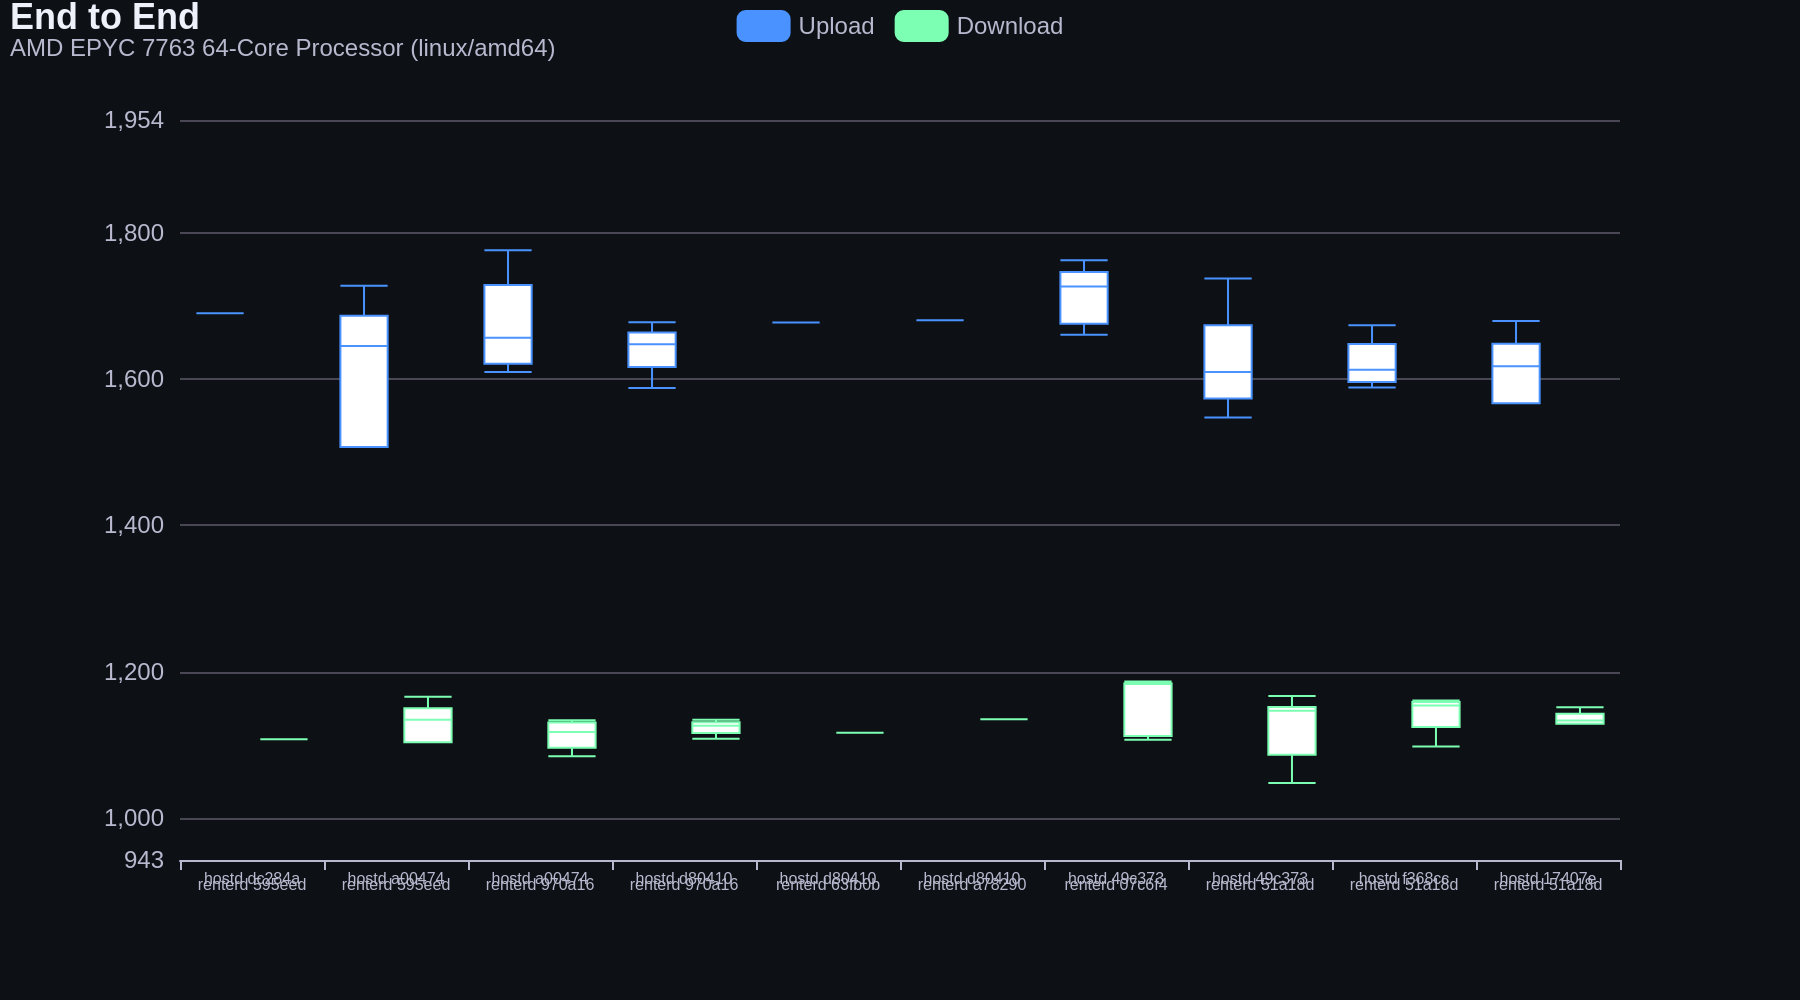 End to End
AMD EPYC 7763 64-Core Processor (linux/amd64)
Upload
Download
1,954
1,800
1,600
1,400
1,200
1,000
943
hostd dc284a
renterd 595eed
hostd a00474
renterd 595eed
hostd a00474
renterd 970a16
hostd d80410
renterd 970a16
hostd d80410
renterd 63fb0b
hostd d80410
renterd a78290
hostd 49c373
renterd 07c6f4
hostd 49c373
renterd 51a18d
hostd f368cc
renterd 51a18d
hostd 17407e
renterd 51a18d